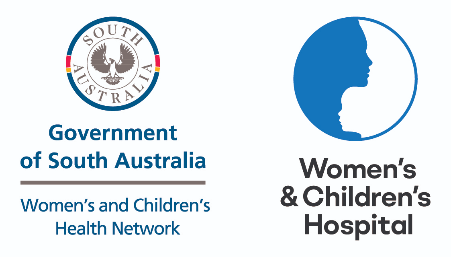 SOUTH
AUSTRALIA
Government
of South Australia
Women's and Children's
Health Network
Women's
& Children's
Hospital